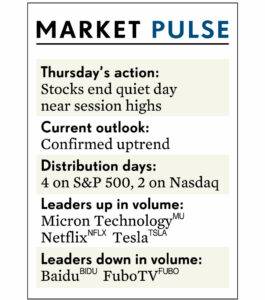 MARKET PULSE
Thursday's action:
Stocks end quiet day
near session highs
Current outlook:
Confirmed uptrend
Distribution days:
4 on S&P 500, 2 on Nasdaq
Leaders up in volume:
Micron Technology MU
Netflix NFLX Tesla TSLA
Leaders down in volume:
Baidu BIDU FuboTV FUBO